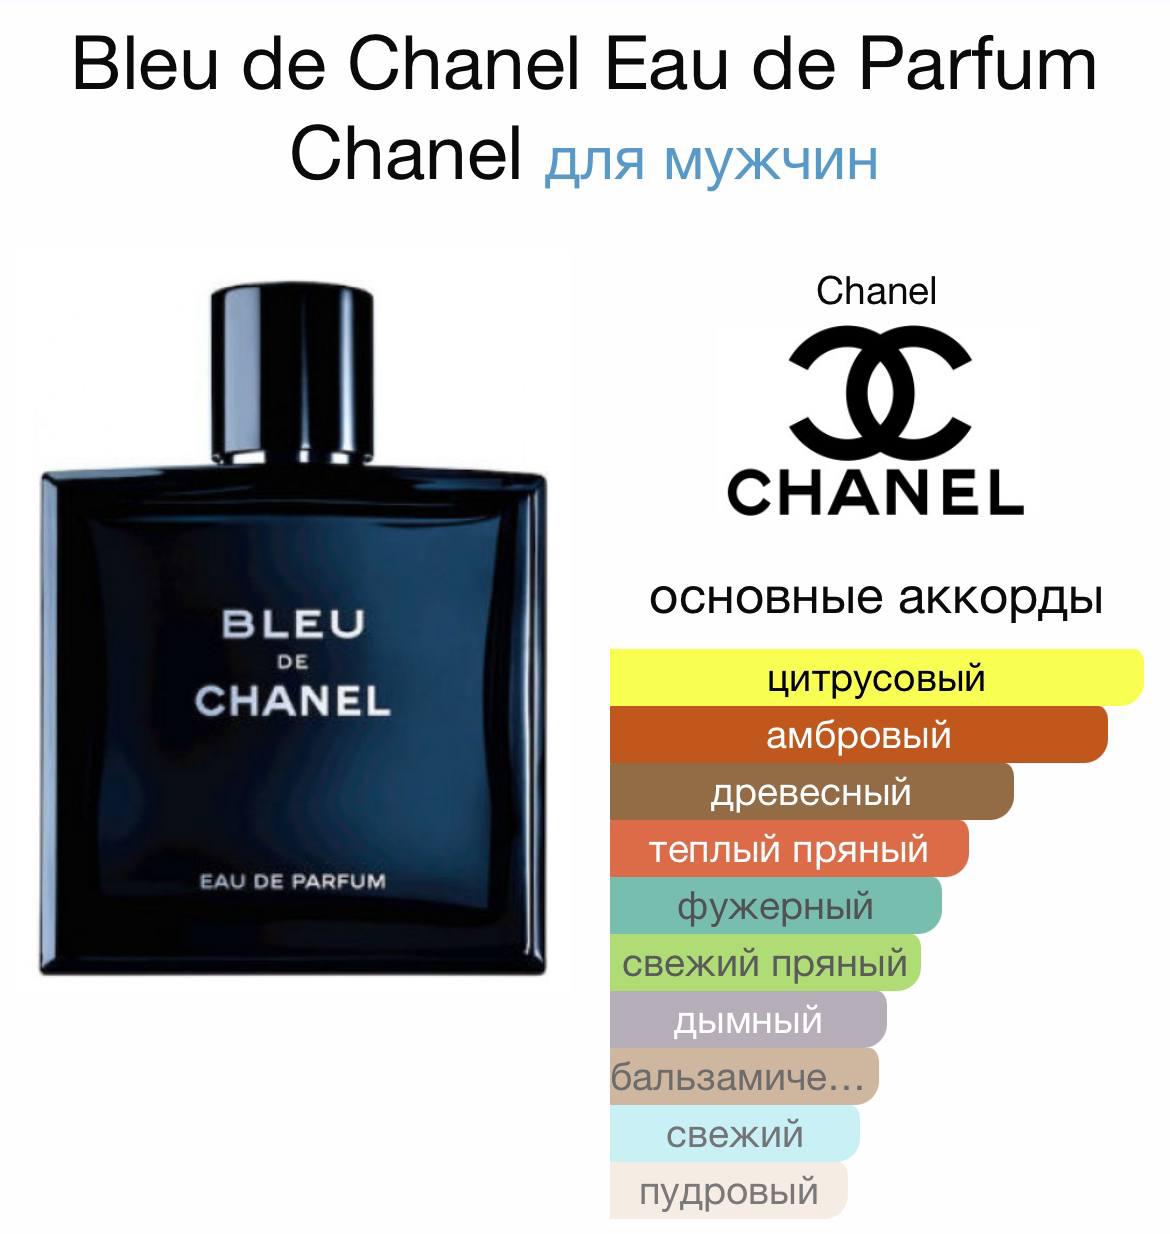 Bleu de Chanel Eau de Parfum
Chanel для мужчин
BLEU
DE
CHANEL
EAU DE PARFUM
Chanel
CHANEL
основные аккорды
цитрусовый
амбровый
древесный
теплый пряный
фужерный
свежий пряный
дымный
бальзамиче...
свежий
пудровый